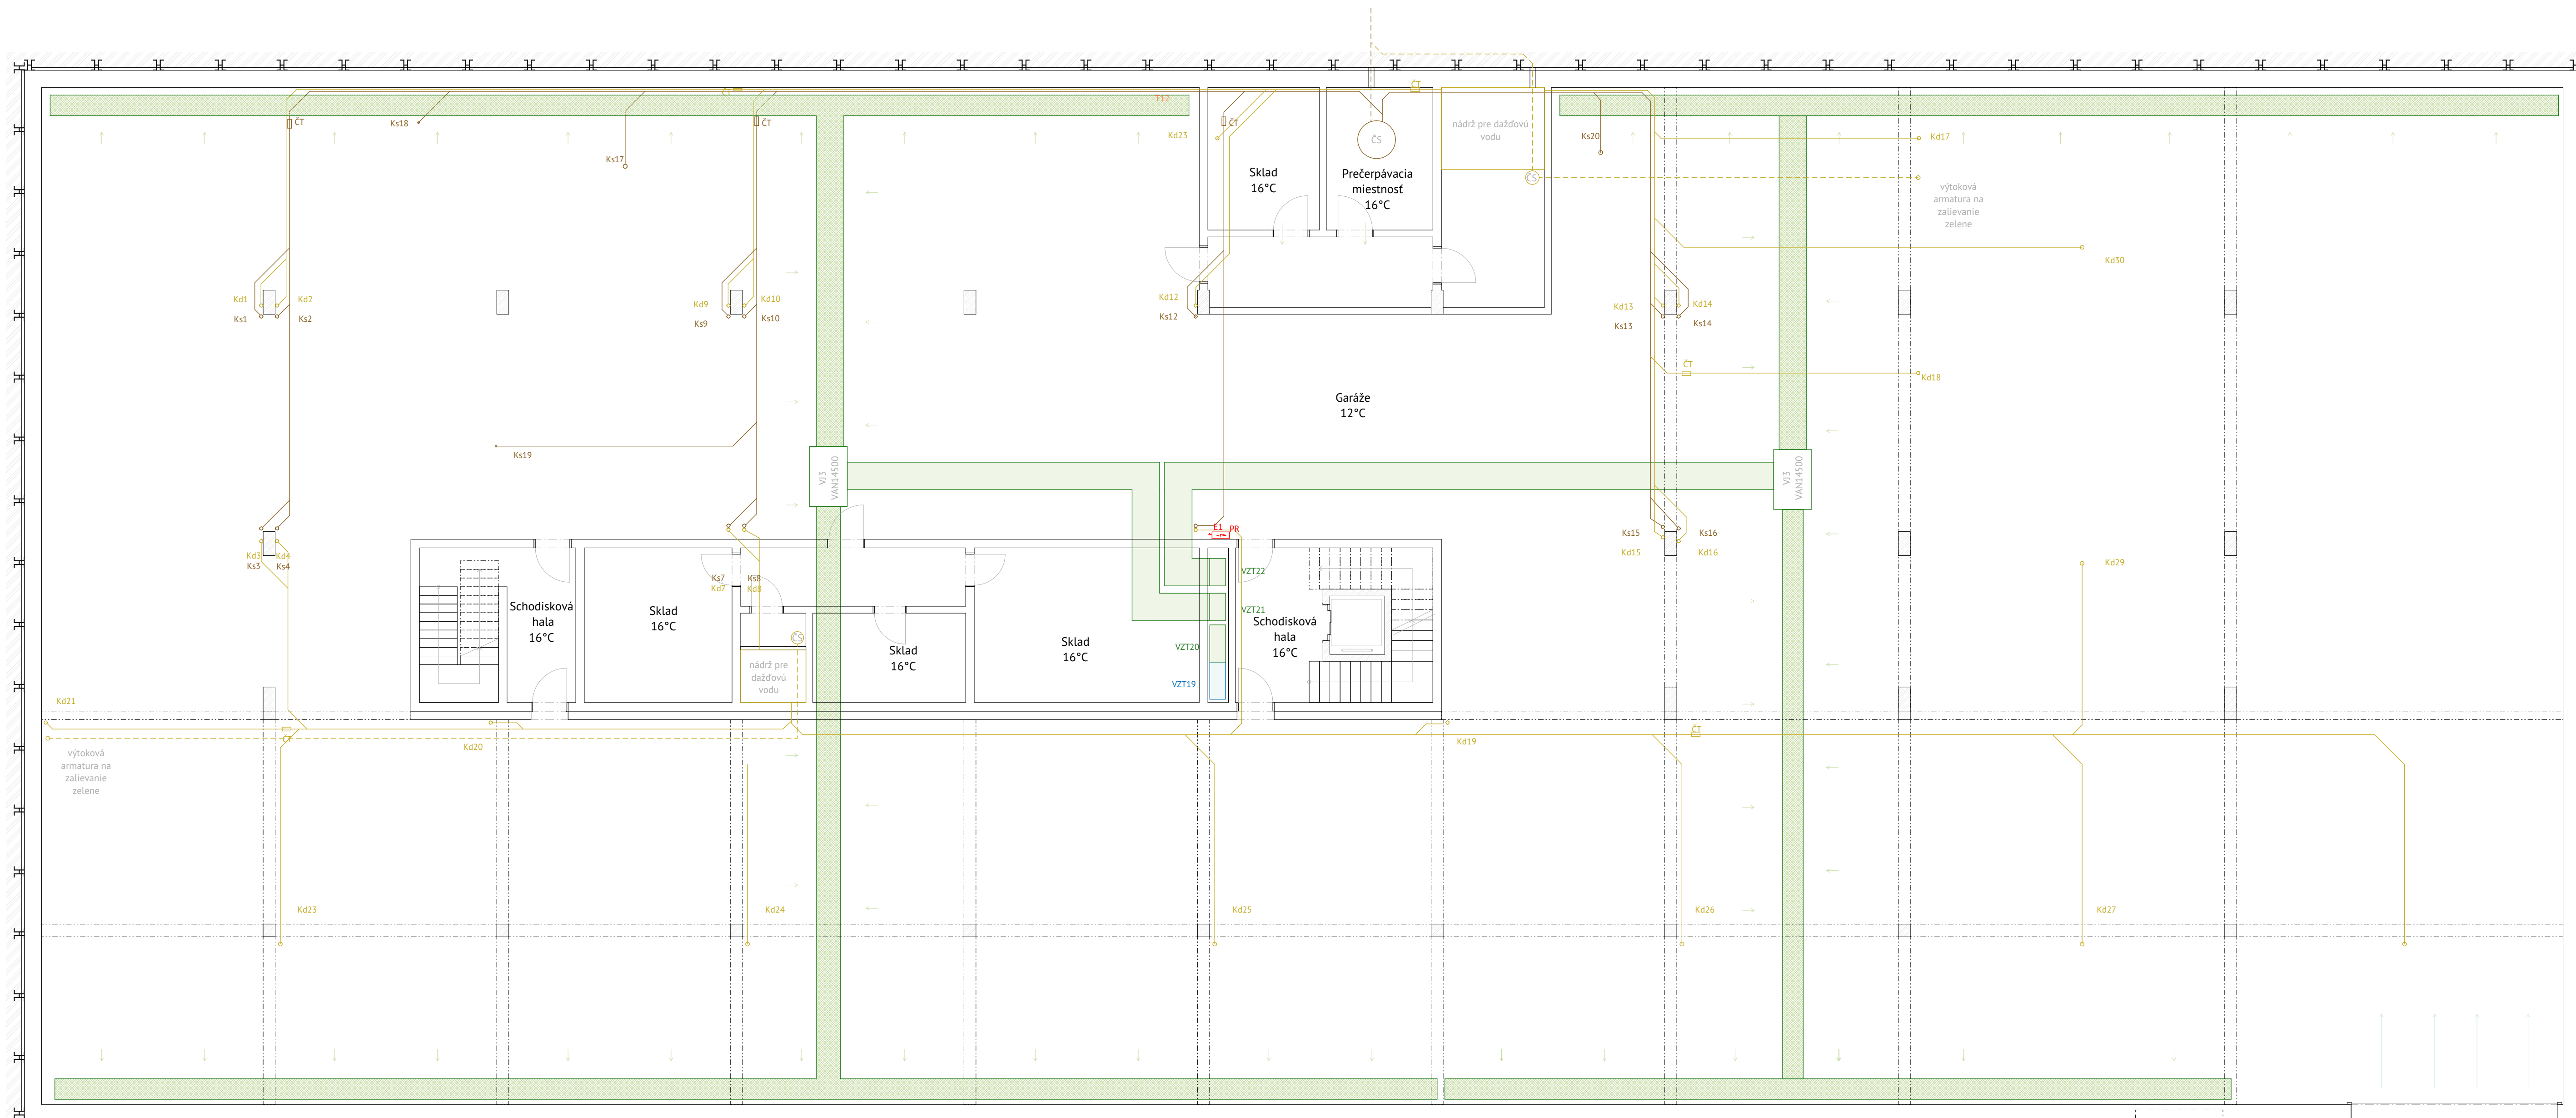 ČT
ČT
T12
Ks18
ČT
ČT
ČT
Kd23
ČS
nádrž pre dažďovú
vodu
Ks20
Kd17
Ks17
Sklad
16°C
Prečerpávacia
miestnosť
16°C
ČS
výtoková
armatura na
zalievanie
zelene
Kd30
Kd1
Kd2
Ks1
Ks2
Kd9
Kd10
Ks9
Ks10
Kd12
Ks12
Kd13
Kd14
Ks13
Ks14
ČT
Kd18
Garáže
12°C
Ks19
VJ3
VAN14500
VJ3
VAN14500
E1
PR
Ks15
Ks16
Kd15
Kd16
Kd3
Kd4
Ks3
Ks4
Ks7
Ks8
Kd7
Kd8
VZT22
Kd29
Schodisková
hala
16°C
Sklad
16°C
ČS
Sklad
16°C
Sklad
16°C
VZT21
VZT20
VZT19
Schodisková
hala
16°C
nádrž pre
dažďovú
vodu
Kd21
ČT
Kd20
Kd19
ČT
výtoková
armatura na
zalievanie
zelene
Kd23
Kd24
Kd25
Kd26
Kd27